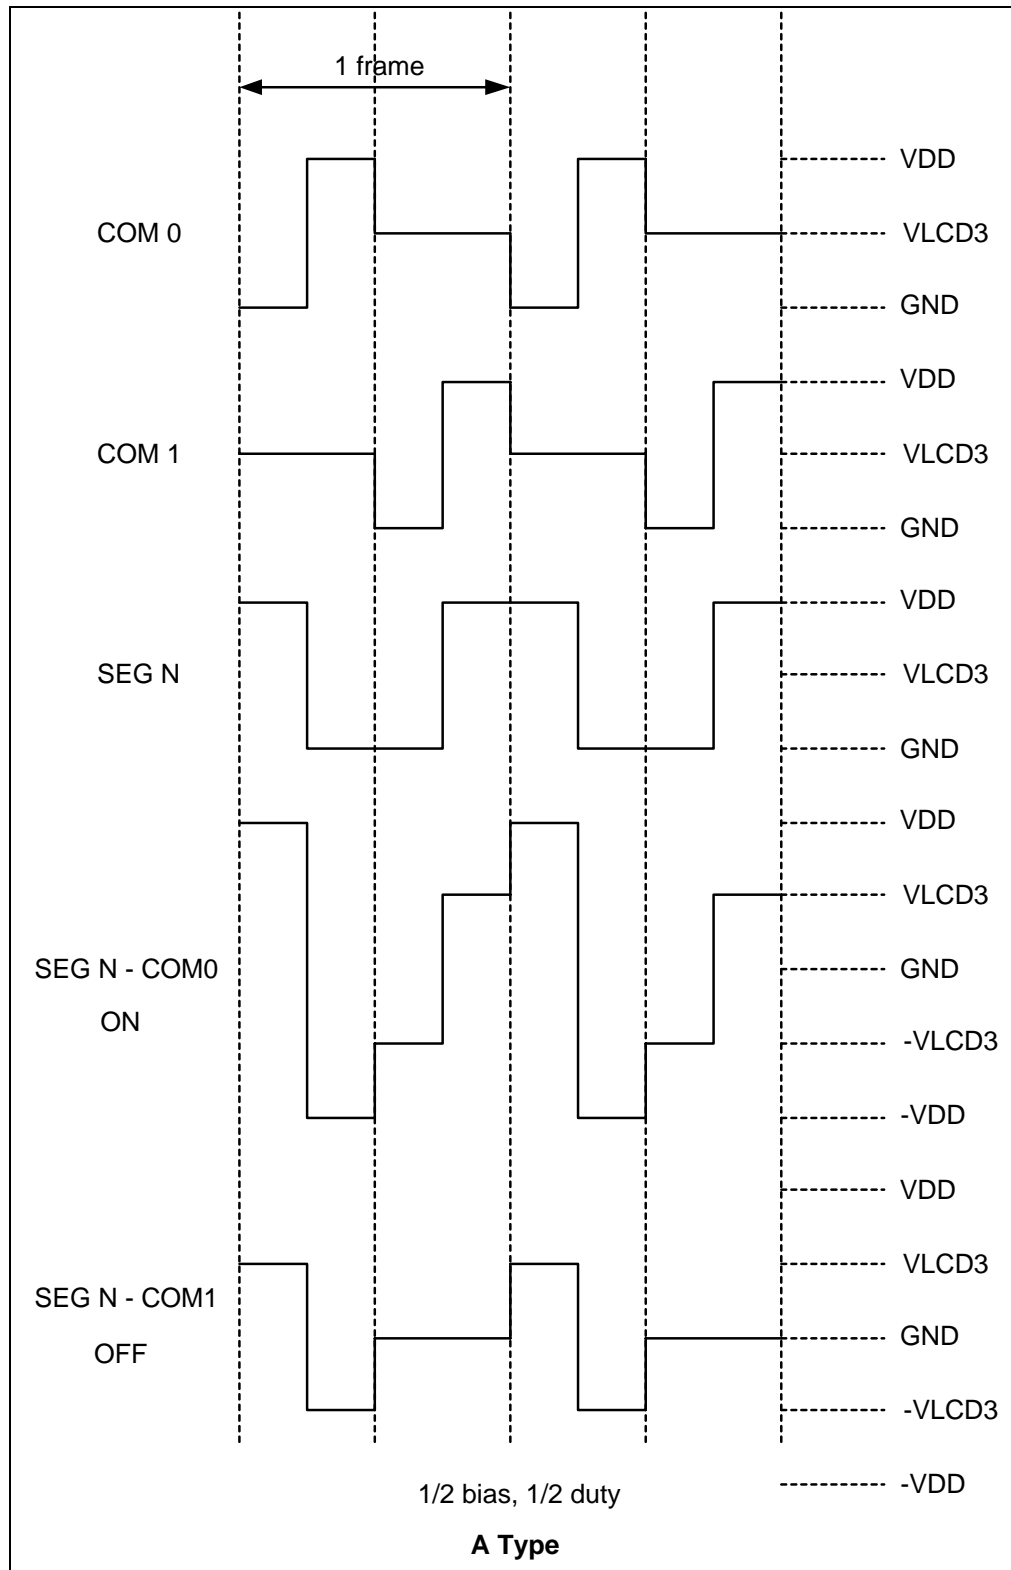 1 frame
VDD
COM 0
VLCD3
GND
VDD
COM 1
VLCD3
GND
VDD
SEG N
VLCD3
GND
VDD
VLCD3
SEG N - COM0
GND
ON
-VLCD3
-VDD
VDD
VLCD3
SEG N - COM1
GND
OFF
-VLCD3
-VDD
1/2 bias, 1/2 duty
A Type